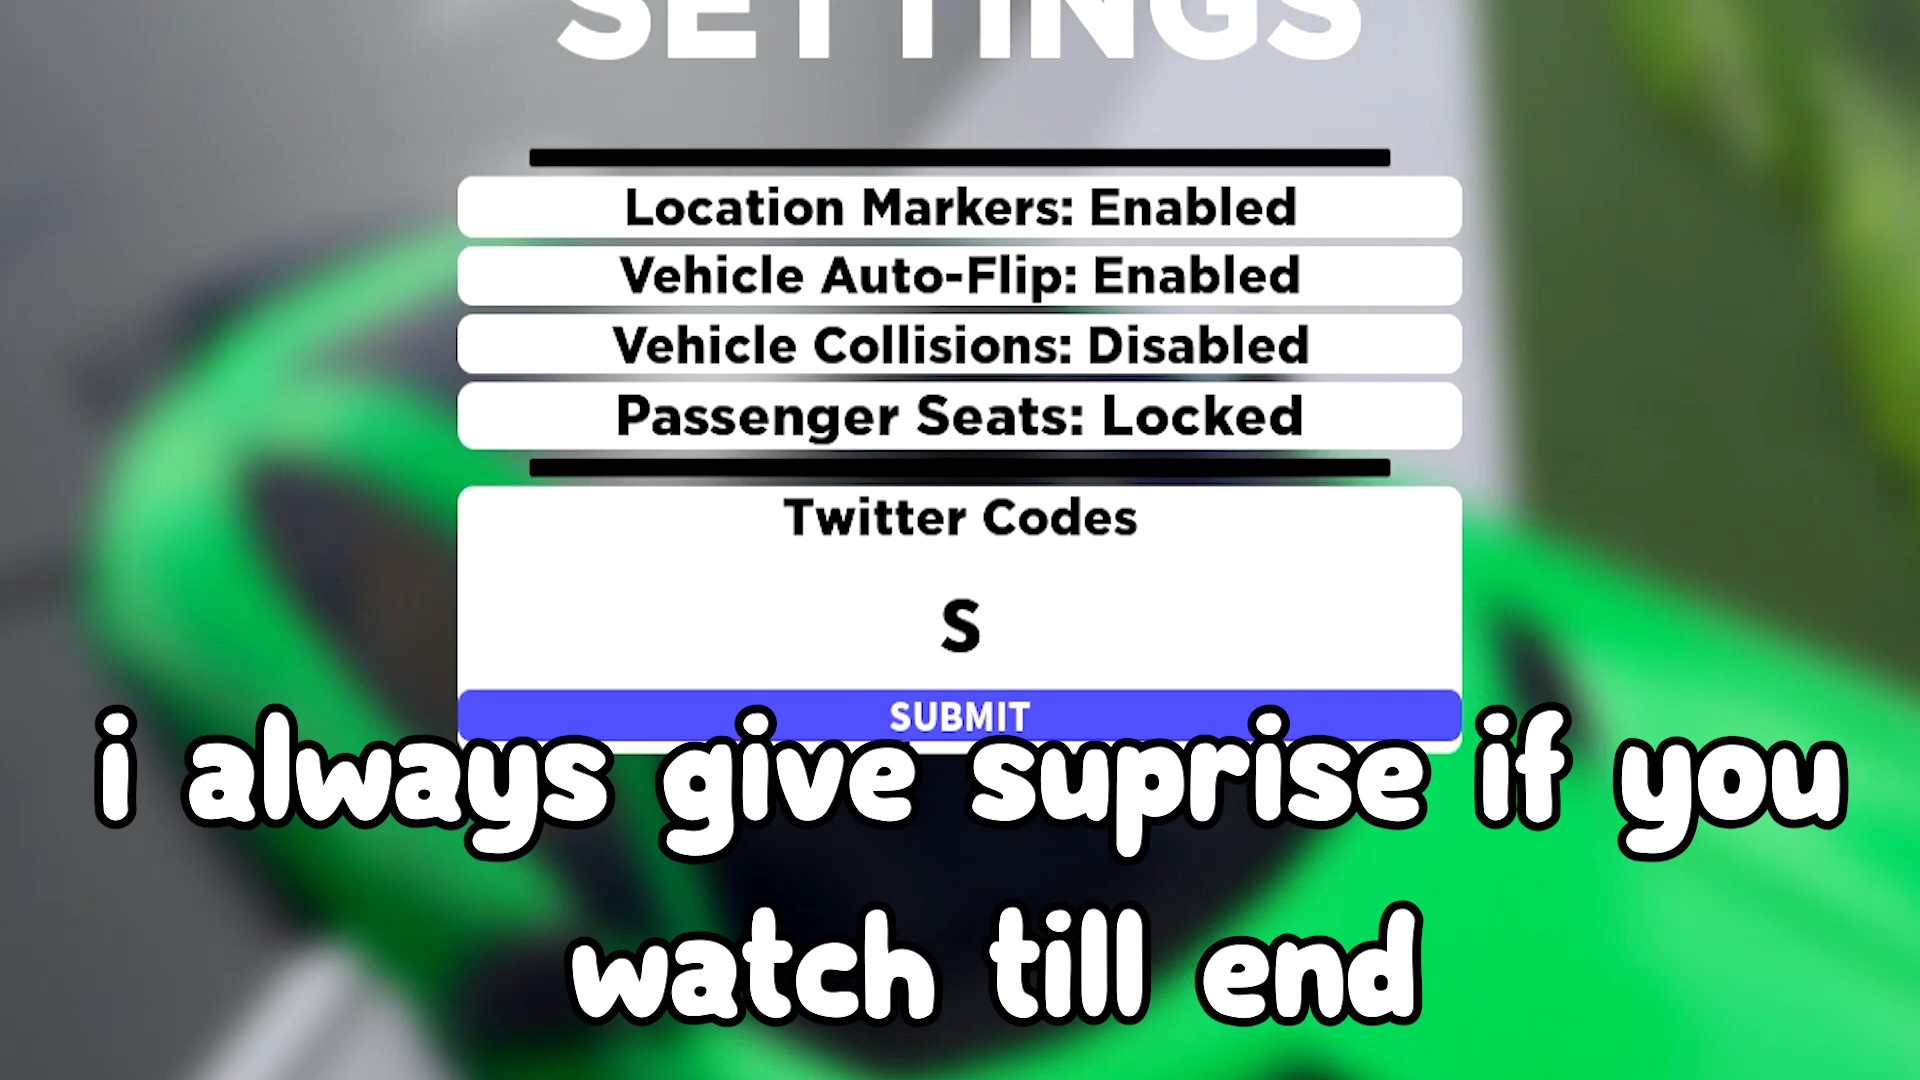 SETTINGS
Location Markers: Enabled
Vehicle Auto-Flip: Enabled
Vehicle Collisions: Disabled
Passenger Seats: Locked
Twitter Codes
S
SUBMIT
i always give suprise if you
watch till end